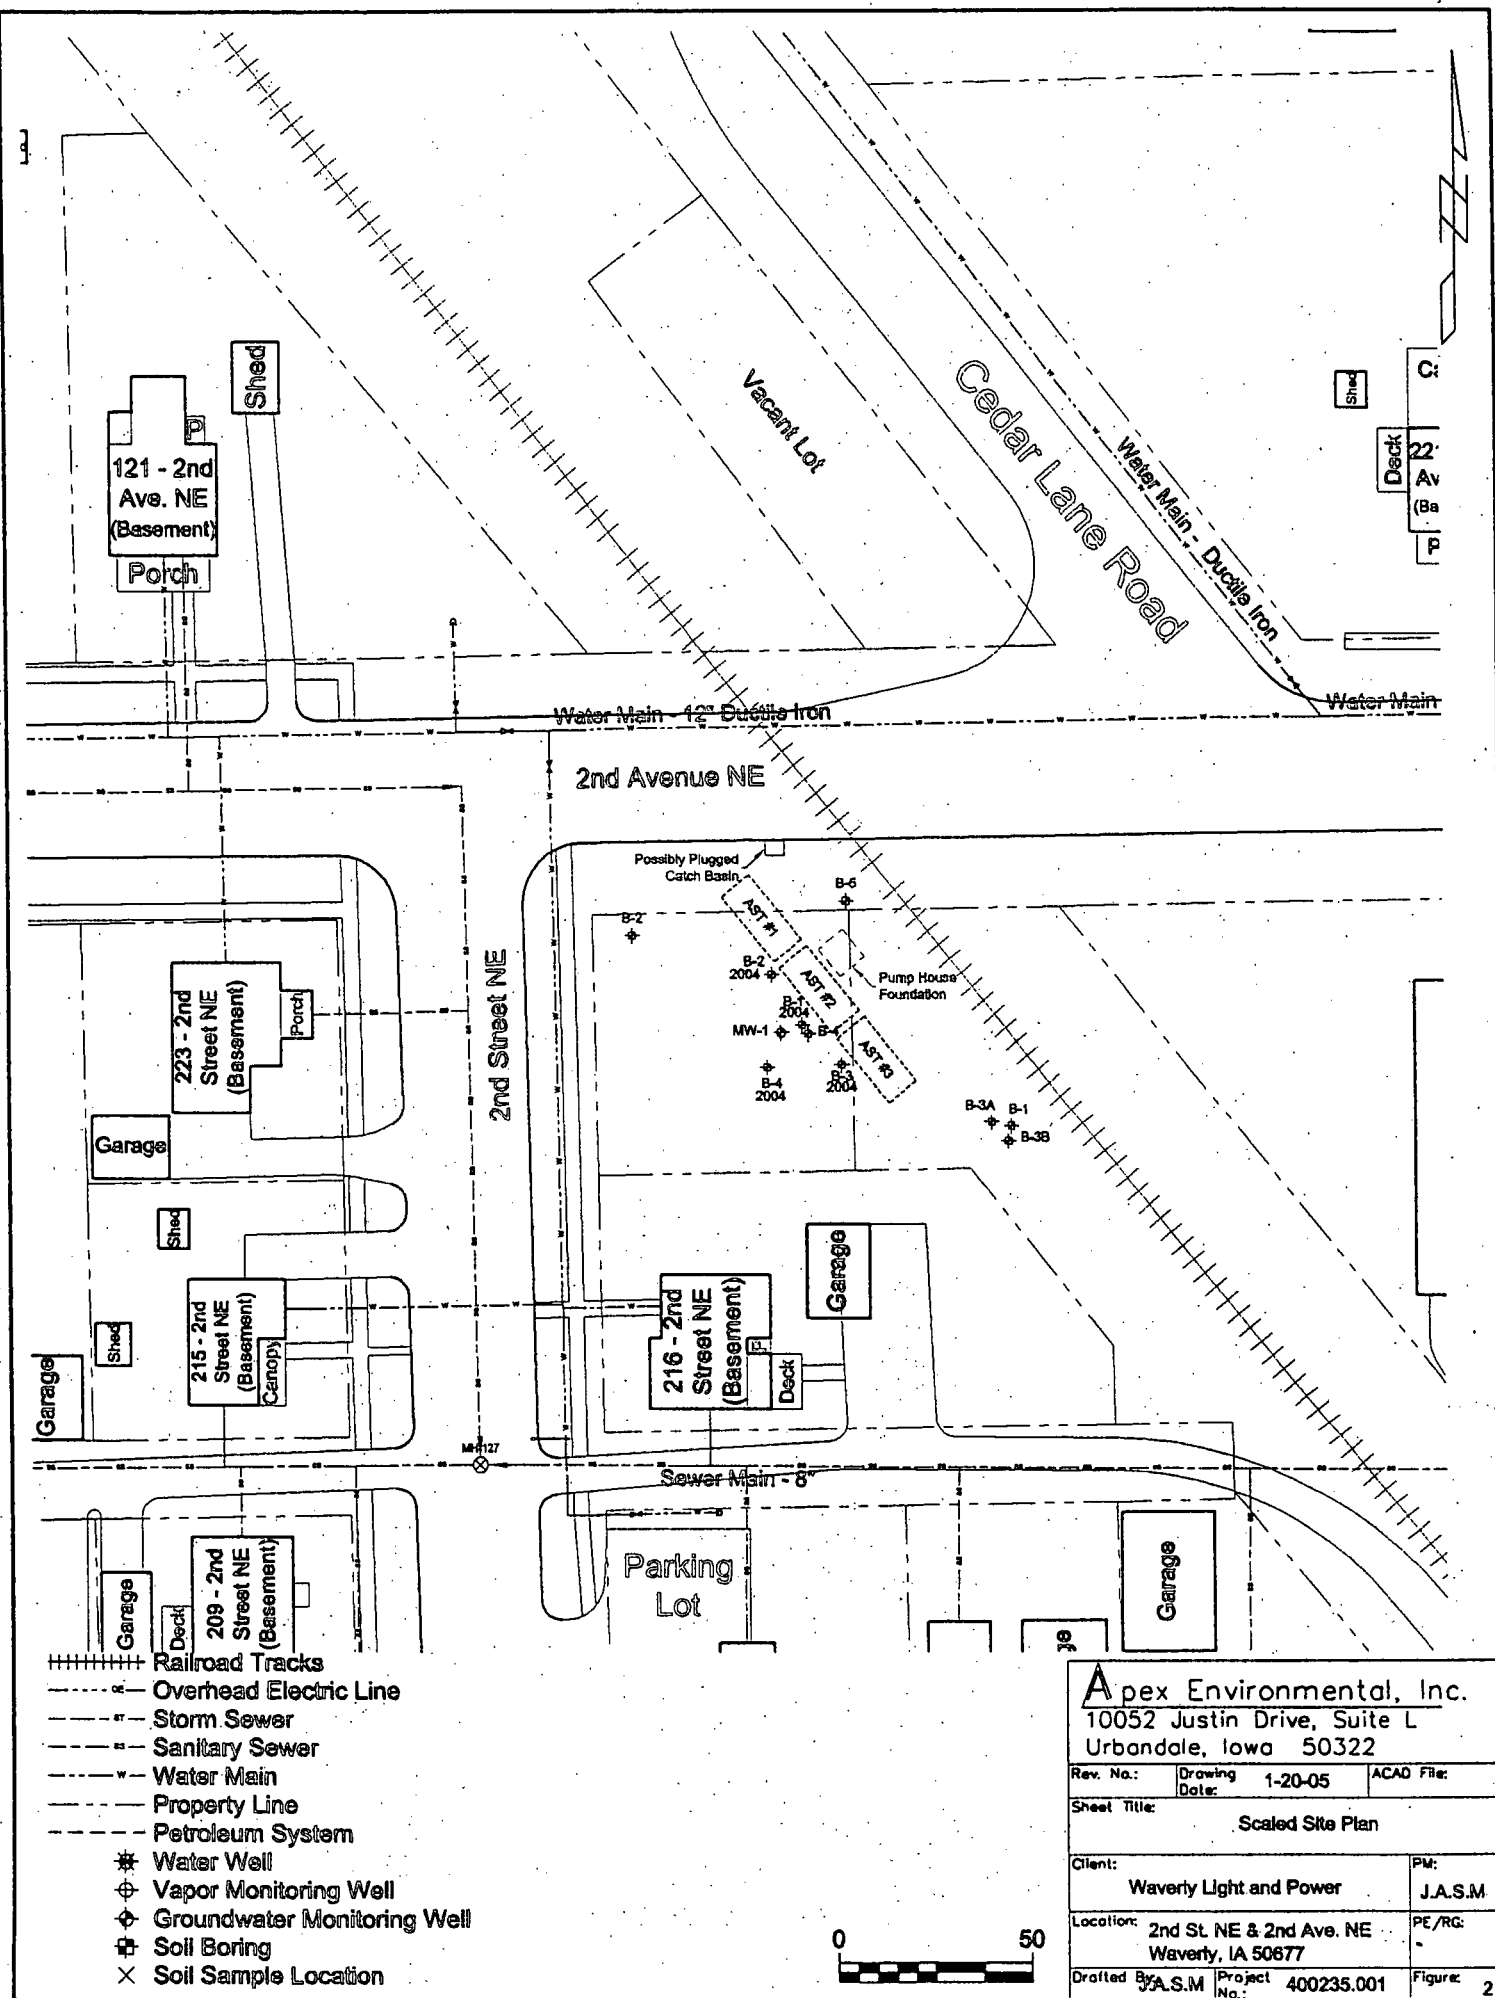 Shed
P
121 - 2nd
Ave. NE
(Basement)
Porch
Vacant Lot
Cedar Lane Road
Water Main - Ductile Iron
Shed
Deck
Av
(Ba
P
Water Main - 12" Ductile Iron
Water Main
2nd Avenue NE
Possibly Plugged
Catch Basin
B-2
B-5
AST #1
B-2
2004
AST #2
Pump House
Foundation
B-1
2004
MW-1
B-4
AST #3
B-4
2004
B-3
2004
B-3A
B-1
B-3B
2nd Street NE
223 - 2nd
Street NE
(Basement)
Porch
Garage
Shed
215 - 2nd
Street NE
(Basement)
Canopy
Shed
Garage
216 - 2nd
Street NE
(Basement)
P
Deck
Garage
Sewer Main - 8"
Parking
Lot
209 - 2nd
Street NE
(Basement)
Deck
Garage
ge
Garage
Railroad Tracks
OE Overhead Electric Line
ST Storm Sewer
SS Sanitary Sewer
W Water Main
Property Line
Petroleum System
Water Well
Vapor Monitoring Well
Groundwater Monitoring Well
Soil Boring
Soil Sample Location
0 50
Apex Environmental, Inc.
10052 Justin Drive, Suite L
Urbandale, Iowa 50322
Rev. No.: Drawing Date: 1-20-05 ACAD File:
Sheet Title:
Scaled Site Plan
Client: PM:
Waverly Light and Power J.A.S.M
Location: 2nd St. NE & 2nd Ave. NE PE/RG:
Waverly, IA 50677 -
Drafted By: J.A.S.M Project No.: 400235.001 Figure: 2